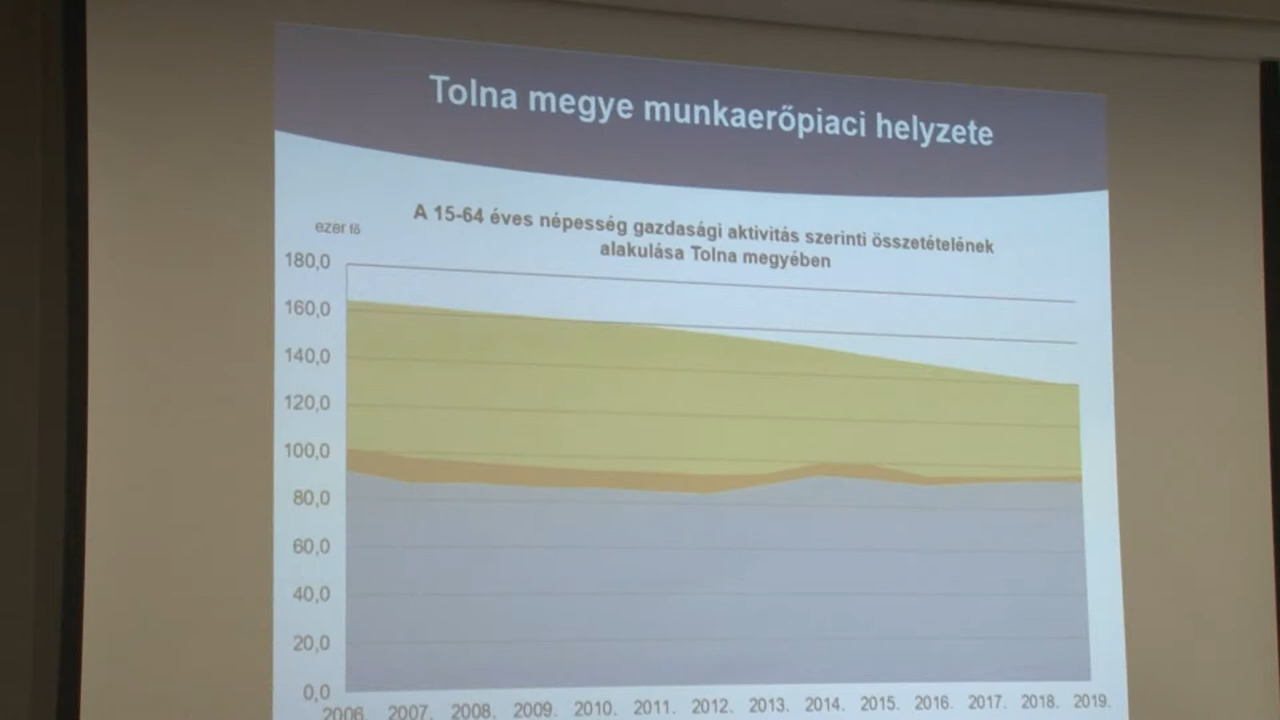 Tolna megye munkaerőpiaci helyzete
A 15-64 éves népesség gazdasági aktivitás szerinti összetételének
alakulása Tolna megyében
ezer fő
180,0
160,0
140,0
120,0
100,0
80,0
60,0
40,0
20,0
0,0
2006. 2007. 2008. 2009. 2010. 2011. 2012. 2013. 2014. 2015. 2016. 2017. 2018. 2019.